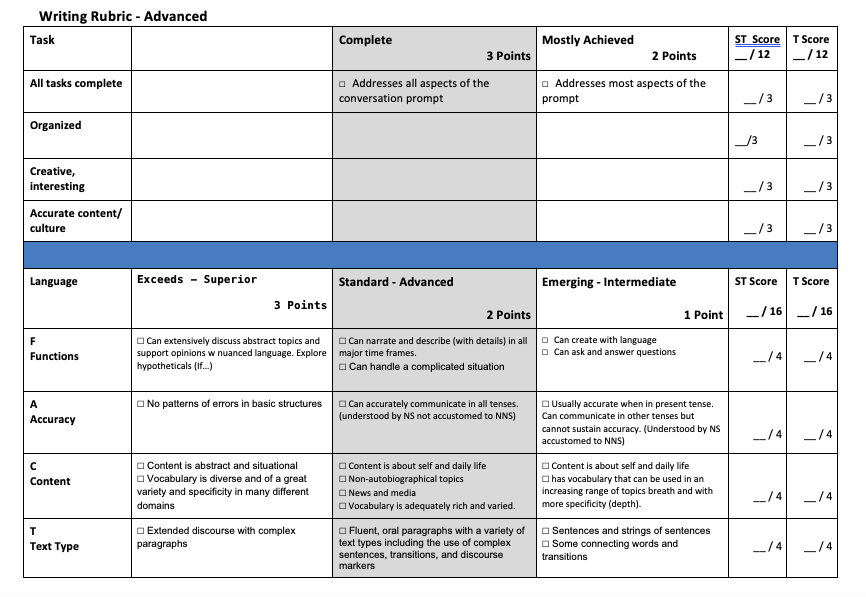 Writing Rubric - Advanced
Task
Complete
3 Points
Mostly Achieved
2 Points
ST Score
__ / 12
T Score
__ / 12
All tasks complete
☐ Addresses all aspects of the
conversation prompt
☐ Addresses most aspects of the
prompt
__ / 3
__ / 3
Organized
__/3
__ / 3
Creative,
interesting
__ / 3
__ / 3
Accurate content/
culture
__ / 3
__ / 3
Language
Exceeds – Superior
3 Points
Standard - Advanced
2 Points
Emerging - Intermediate
1 Point
ST Score
__ / 16
T Score
__ / 16
F
Functions
☐ Can extensively discuss abstract topics and
support opinions w nuanced language. Explore
hypotheticals (If…)
☐ Can narrate and describe (with details) in all
major time frames.
☐ Can handle a complicated situation
☐ Can create with language
☐ Can ask and answer questions
__ / 4
__ / 4
A
Accuracy
☐ No patterns of errors in basic structures
☐ Can accurately communicate in all tenses.
(understood by NS not accustomed to NNS)
☐ Usually accurate when in present tense.
Can communicate in other tenses but
cannot sustain accuracy. (Understood by NS
accustomed to NNS)
__ / 4
__ / 4
C
Content
☐ Content is abstract and situational
☐ Vocabulary is diverse and of a great
variety and specificity in many different
domains
☐ Content is about self and daily life
☐ Non-autobiographical topics
☐ News and media
☐ Vocabulary is adequately rich and varied.
☐ Content is about self and daily life
☐ has vocabulary that can be used in an
increasing range of topics breath and with
more specificity (depth).
__ / 4
__ / 4
T
Text Type
☐ Extended discourse with complex
paragraphs
☐ Fluent, oral paragraphs with a variety of
text types including the use of complex
sentences, transitions, and discourse
markers
☐ Sentences and strings of sentences
☐ Some connecting words and
transitions
__ / 4
__ / 4